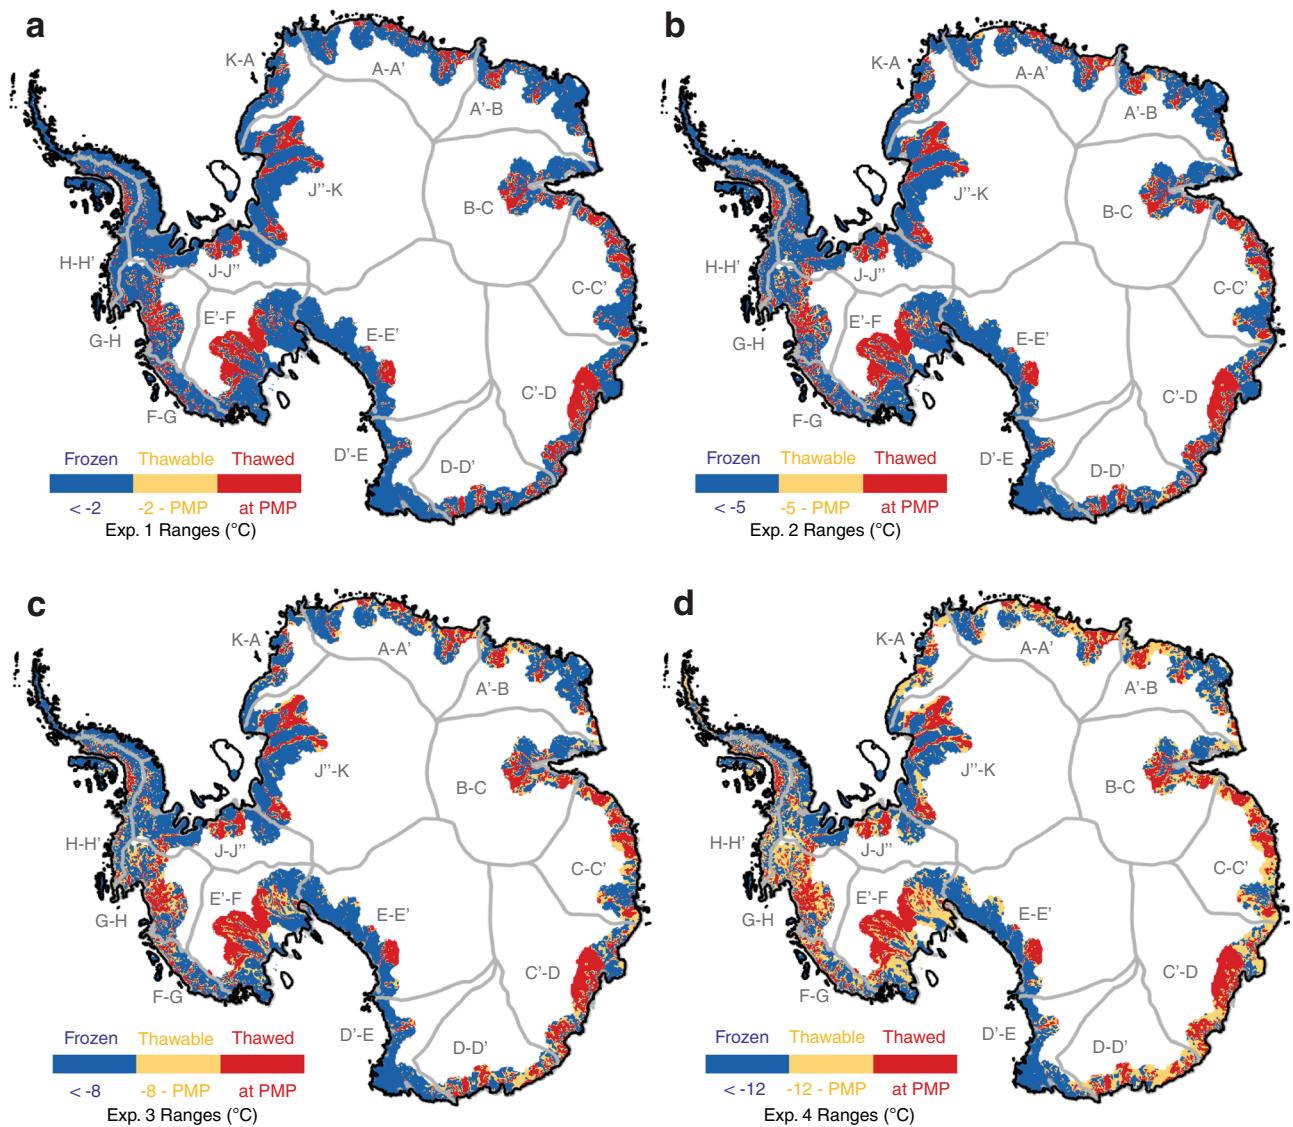 a
K-A
A-A’
A’-B
J’’-K
B-C
H-H’
J-J’’
C-C’
E’-F
G-H
E-E’
C’-D
F-G
D’-E
D-D’
Frozen Thawable Thawed
< -2 -2 - PMP at PMP
Exp. 1 Ranges (°C)
b
K-A
A-A’
A’-B
J’’-K
B-C
H-H’
J-J’’
C-C’
E’-F
G-H
E-E’
C’-D
F-G
D’-E
D-D’
Frozen Thawable Thawed
< -5 -5 - PMP at PMP
Exp. 2 Ranges (°C)
c
K-A
A-A’
A’-B
J’’-K
B-C
H-H’
J-J’’
C-C’
E’-F
G-H
E-E’
C’-D
F-G
D’-E
D-D’
Frozen Thawable Thawed
< -8 -8 - PMP at PMP
Exp. 3 Ranges (°C)
d
K-A
A-A’
A’-B
J’’-K
B-C
H-H’
J-J’’
C-C’
E’-F
G-H
E-E’
C’-D
F-G
D’-E
D-D’
Frozen Thawable Thawed
< -12 -12 - PMP at PMP
Exp. 4 Ranges (°C)